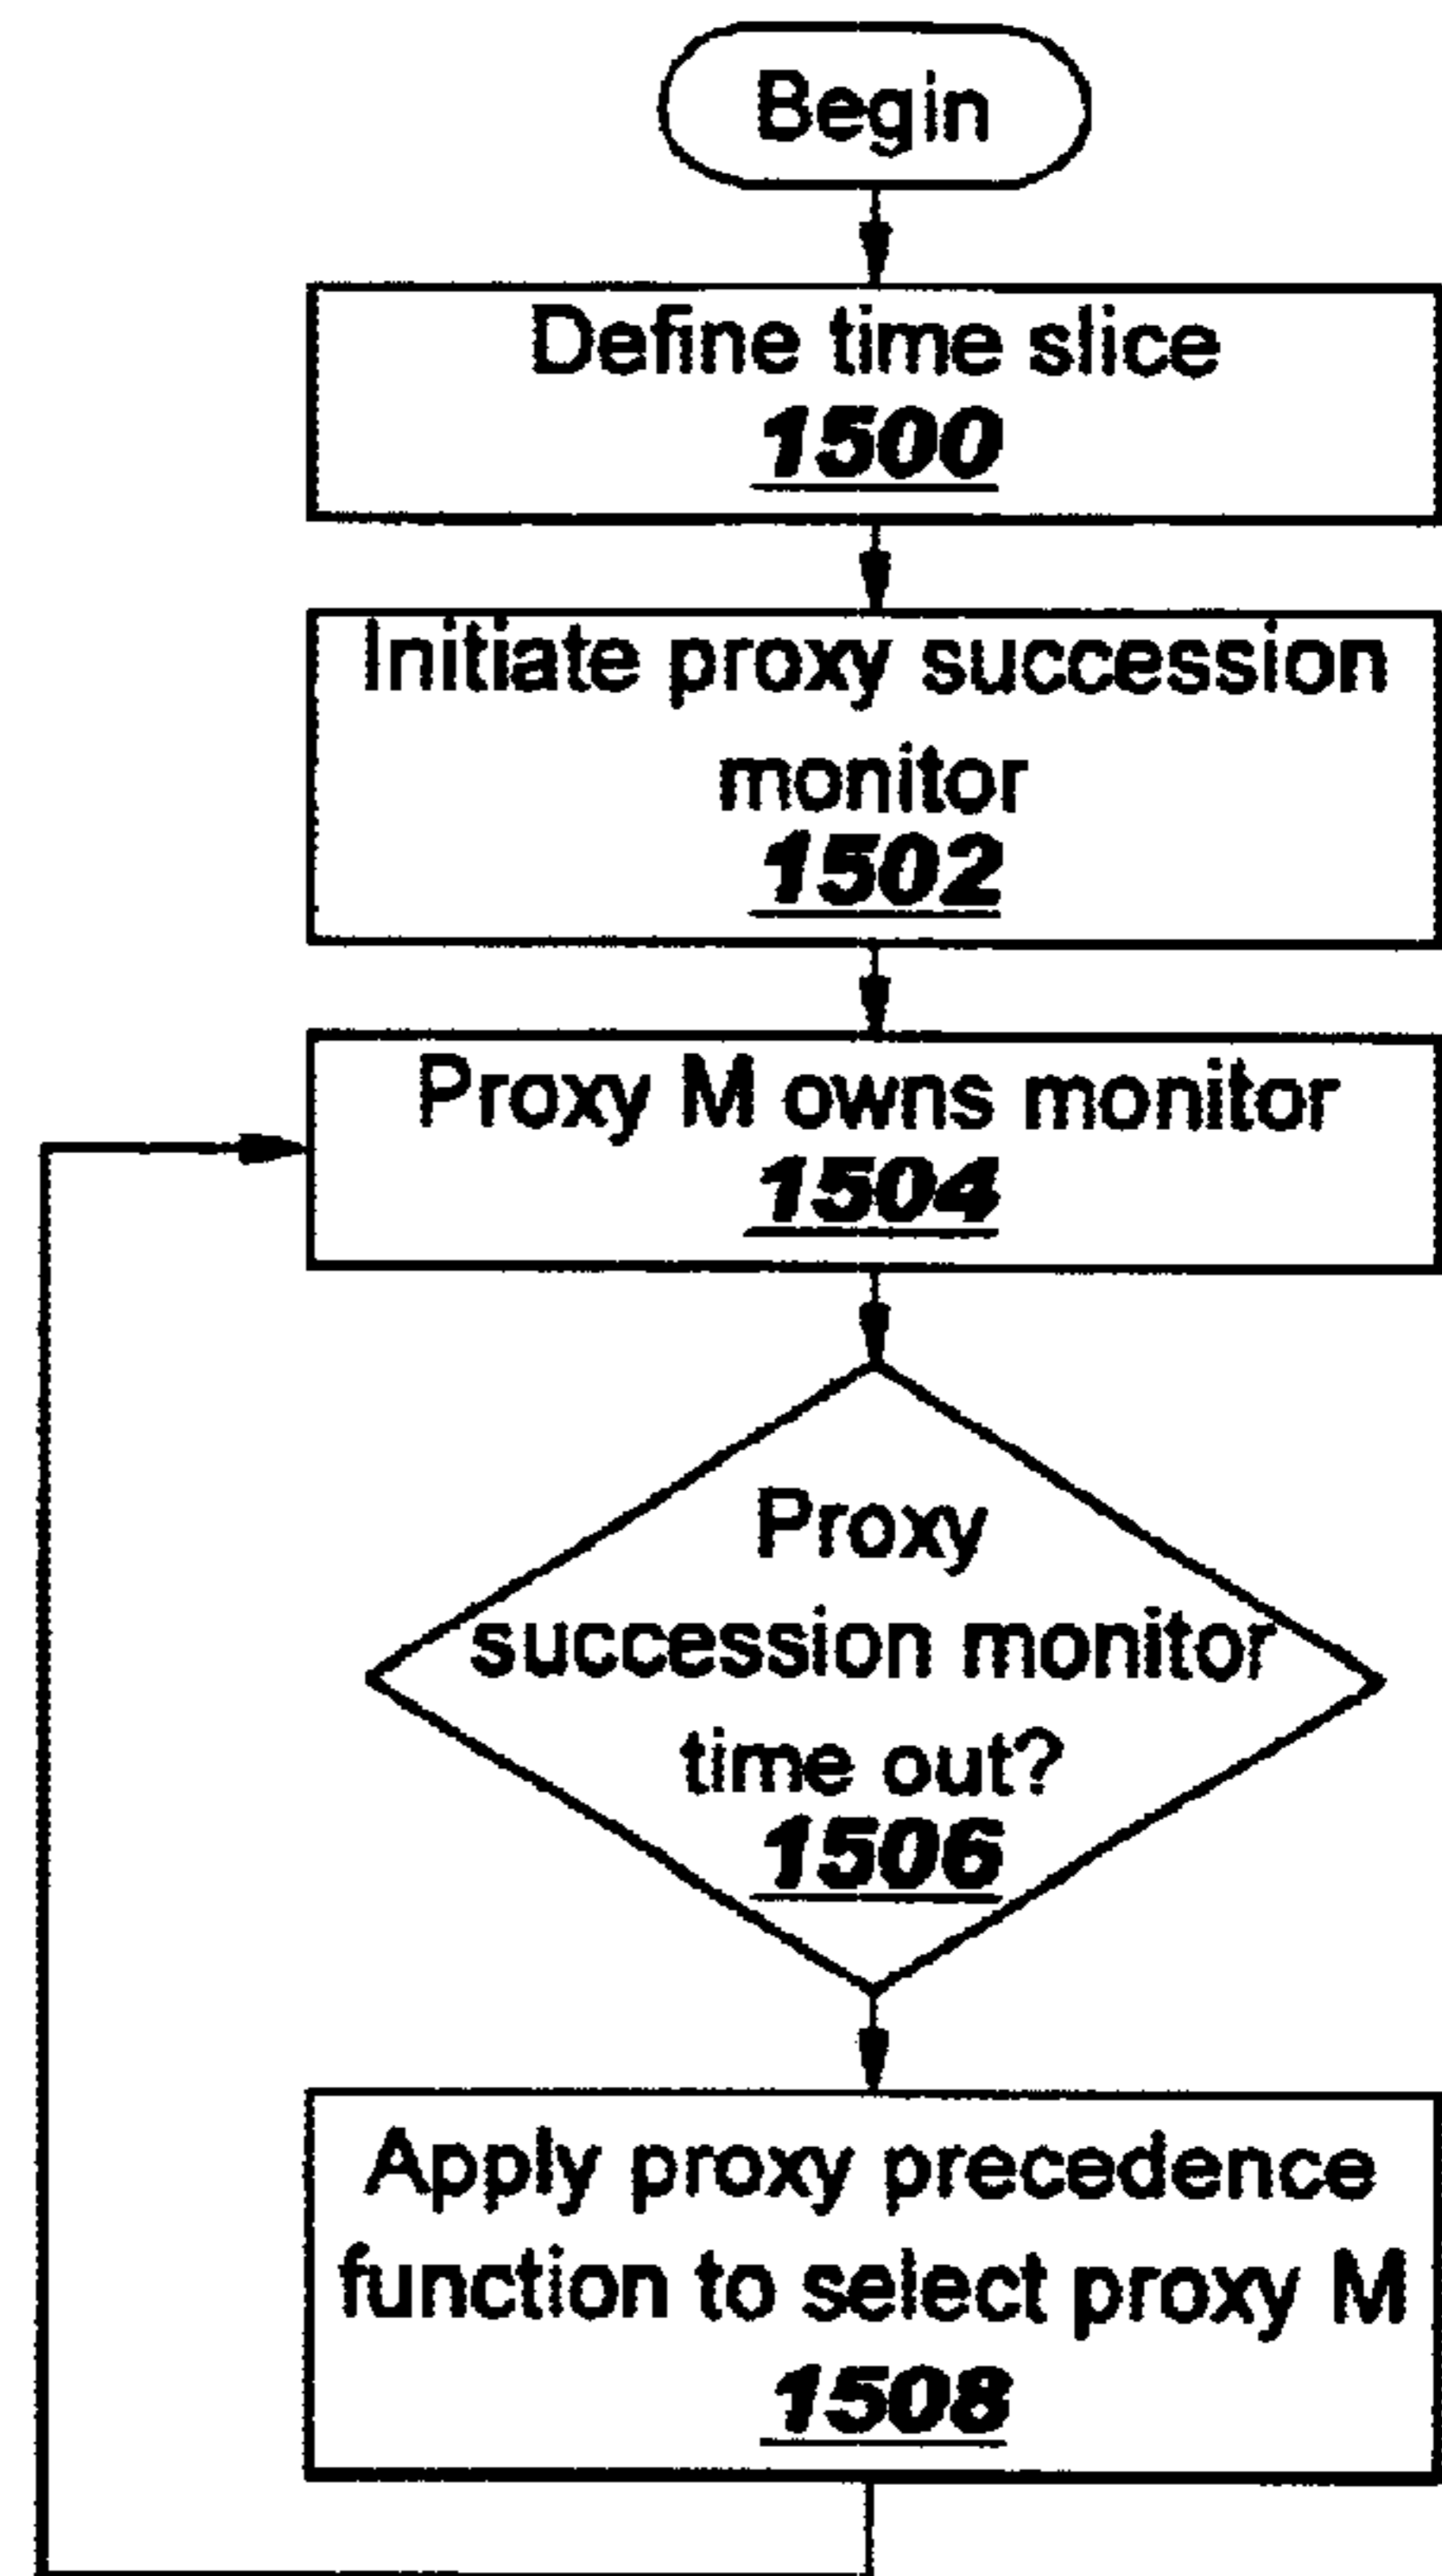 Begin
Define time slice
1500
Initiate proxy succession
monitor
1502
Proxy M owns monitor
1504
Proxy
succession monitor
time out?
1506
Apply proxy precedence
function to select proxy M
1508